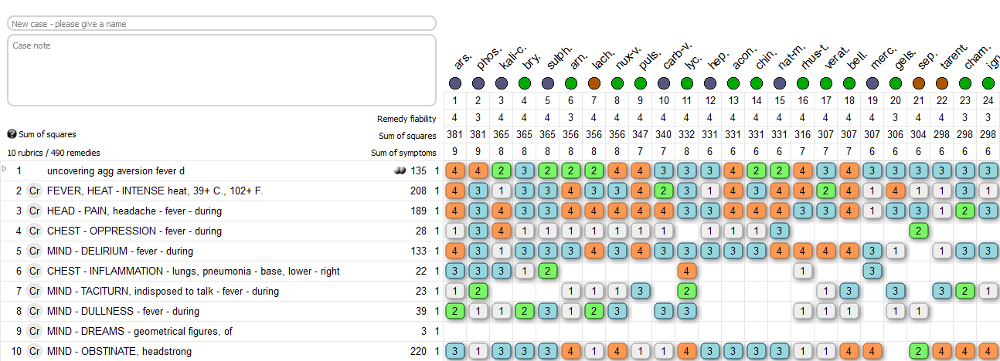 New case - please give a name
Case note
ars. phos. kali-c. bry. sulph. arn. lach. nux-v. puls. carb-v. lyc. hep. acon. chin. nat-m. rhus-t. verat. bell. merc. gels. sep. tarent. cham. ign
1 2 3 4 5 6 7 8 9 10 11 12 13 14 15 16 17 18 19 20 21 22 23 24
Remedy fiability 4 3 4 4 4 3 4 4 4 4 4 4 4 4 4 4 4 4 4 3 4 4 3 3
Sum of squares Sum of squares 381 381 365 365 365 356 356 356 347 340 332 331 331 331 331 307 307 307 307 306 304 298 298 298
10 rubrics / 490 remedies Sum of symptoms 9 9 8 8 8 8 8 8 7 7 8 6 6 6 6 7 7 7 6 6 6 6 6 6
1 uncovering agg aversion fever d 135 1 4 4 2 3 2 2 2 4 4 3 3 3 4 2 2 4 3 4 3 3 3 3 3 3
2 Cr FEVER, HEAT - INTENSE heat, 39+ C., 102+ F. 208 1 4 3 1 3 3 4 3 3 4 2 3 1 4 3 4 4 2 4 1 4 1 1 3 1
3 Cr HEAD - PAIN, headache - fever - during 189 1 4 3 4 3 3 4 4 4 4 4 3 3 4 4 4 3 3 4 1 3 3 1 2 3
4 Cr CHEST - OPPRESSION - fever - during 28 1 1 3 4 1 1 1 1 1 1 1 1 1 1 3 2
5 Cr MIND - DELIRIUM - fever - during 133 1 4 3 1 3 3 3 4 3 4 3 3 3 3 3 4 4 4 4 3 1 1 3 3
6 Cr CHEST - INFLAMMATION - lungs, pneumonia - base, lower - right 22 1 3 3 3 1 2 4 1 3
7 Cr MIND - TACITURN, indisposed to talk - fever - during 23 1 1 2 1 1 1 3 2 1 3 3 3 2 1
8 Cr MIND - DULLNESS - fever - during 39 1 2 1 1 2 3 1 2 3 3 3 1 1 1 1 1
9 Cr MIND - DREAMS - geometrical figures, of 3 1
10 Cr MIND - OBSTINATE, headstrong 220 1 3 1 3 3 3 4 1 4 1 1 4 3 3 3 3 1 1 4 4 2 4 4 4